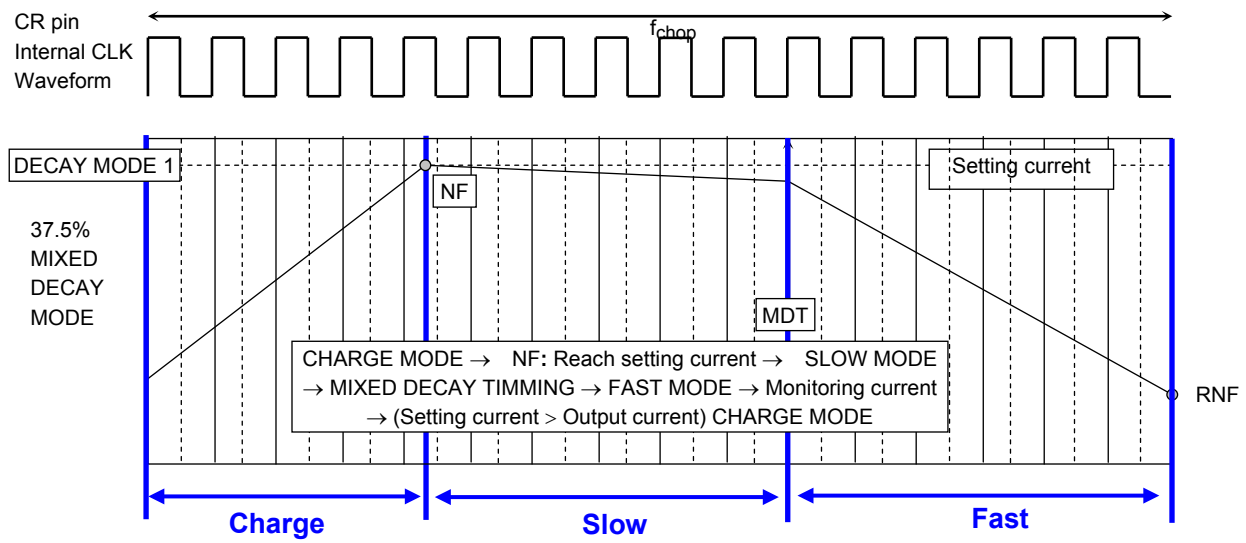 CR pin
Internal CLK
Waveform
fchop
DECAY MODE 1
Setting current
NF
37.5%
MIXED
DECAY
MODE
MDT
CHARGE MODE → NF: Reach setting current → SLOW MODE
→ MIXED DECAY TIMMING → FAST MODE → Monitoring current
→ (Setting current > Output current) CHARGE MODE
RNF
Charge
Slow
Fast